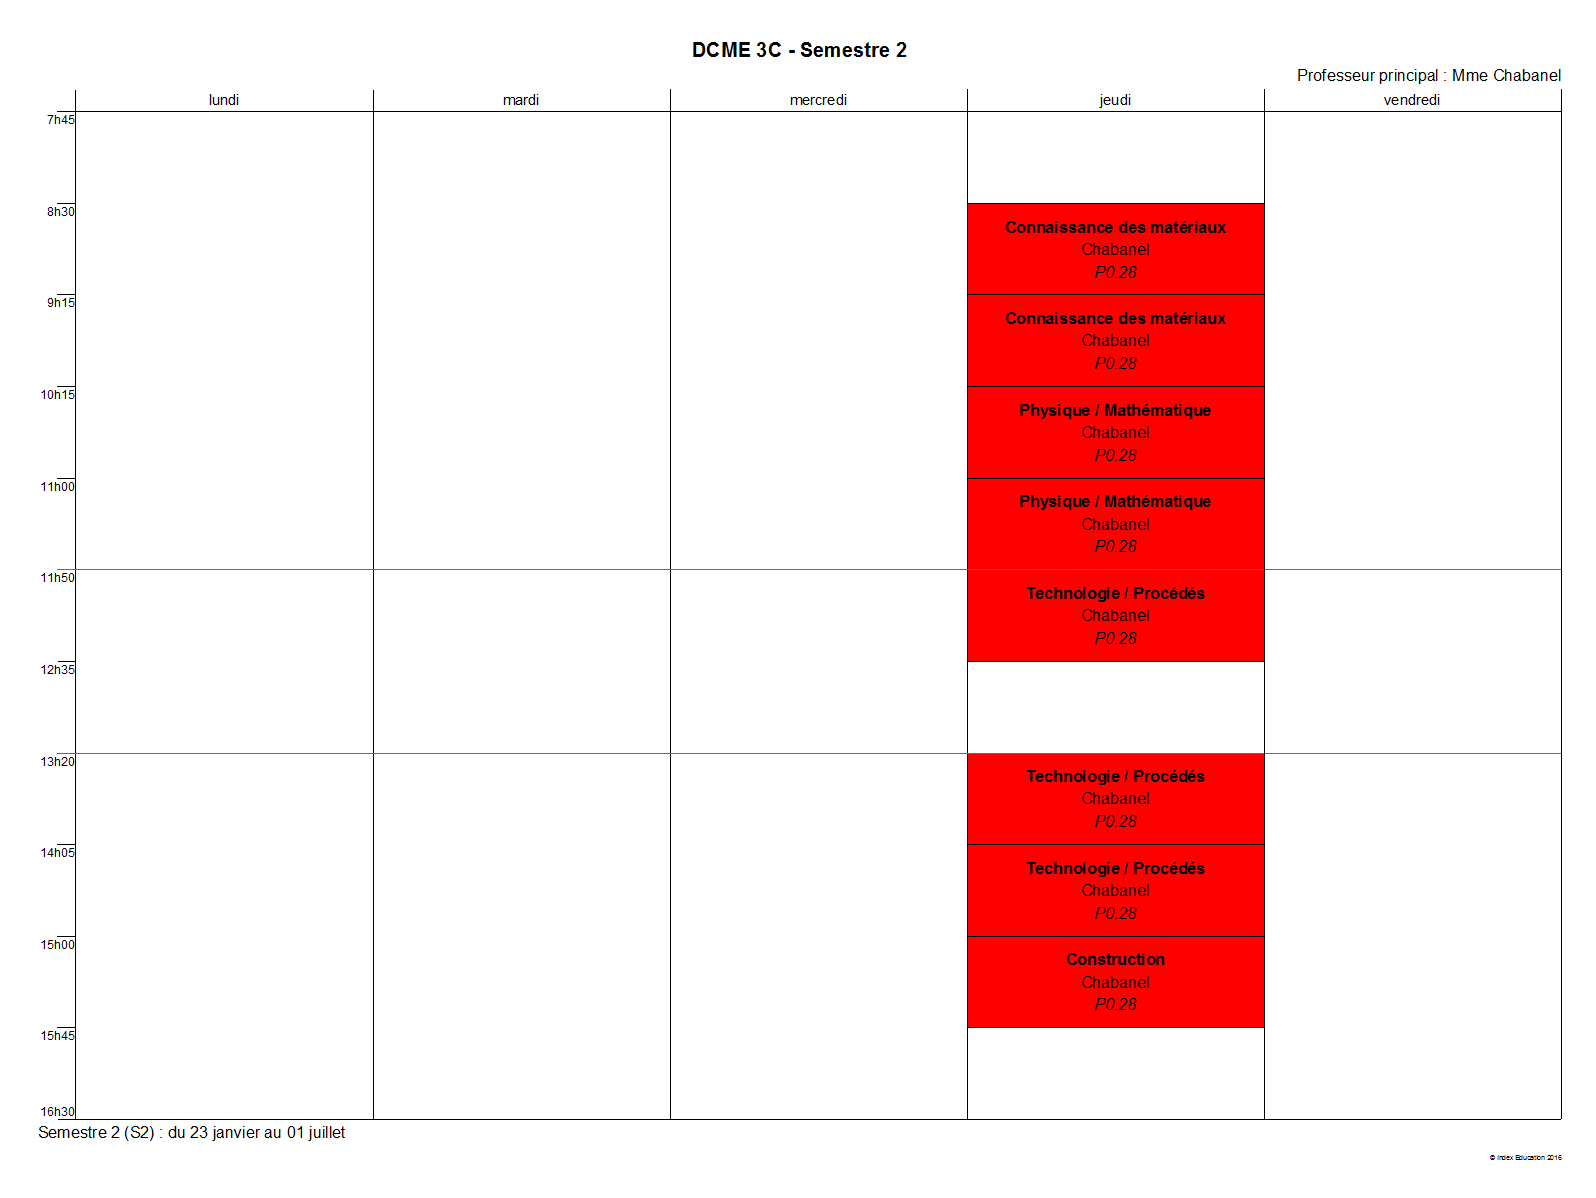 DCME 3C - Semestre 2
Professeur principal : Mme Chabanel
lundi mardi mercredi jeudi vendredi
7h45
8h30
Connaissance des matériaux
Chabanel
P0.28
9h15
Connaissance des matériaux
Chabanel
P0.28
10h15
Physique / Mathématique
Chabanel
P0.28
11h00
Physique / Mathématique
Chabanel
P0.28
11h50
Technologie / Procédés
Chabanel
P0.28
12h35
13h20
Technologie / Procédés
Chabanel
P0.28
14h05
Technologie / Procédés
Chabanel
P0.28
15h00
Construction
Chabanel
P0.28
15h45
16h30
Semestre 2 (S2) : du 23 janvier au 01 juillet
© Index Education 2016